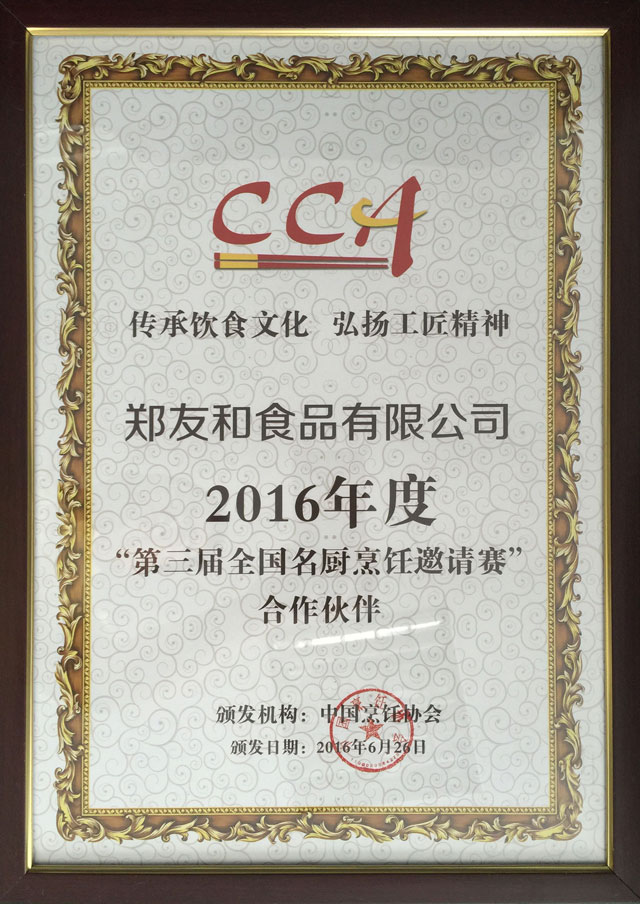 CCA
传承饮食文化 弘扬工匠精神
郑友和食品有限公司
2016年度
“第三届全国名厨烹饪邀请赛”
合作伙伴
颁发机构：中国烹饪协会
颁发日期：2016年6月26日